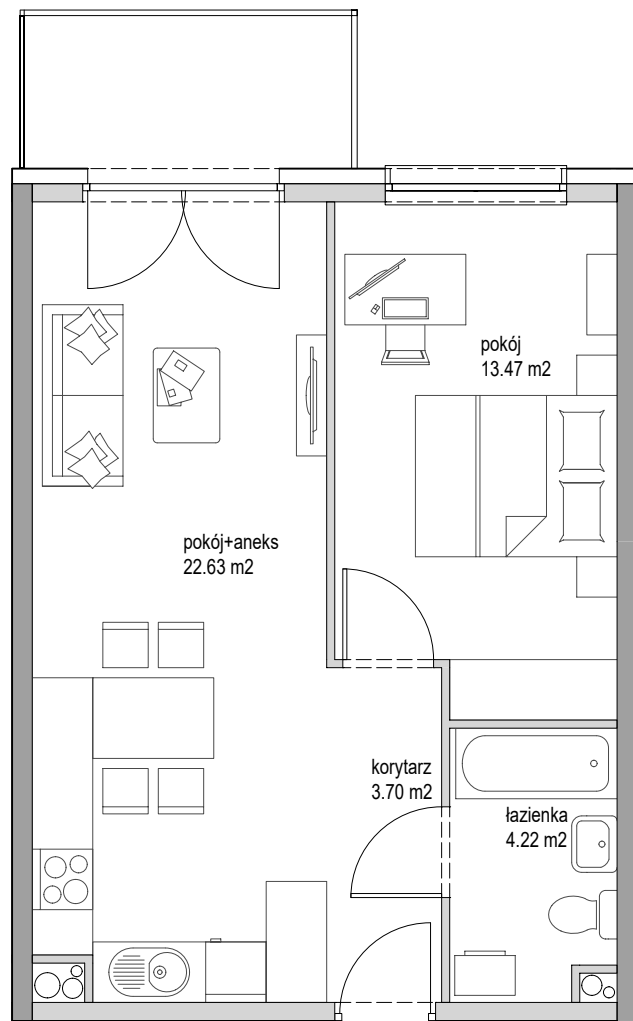 pokój
13.47 m2
pokój+aneks
22.63 m2
korytarz
3.70 m2
łazienka
4.22 m2